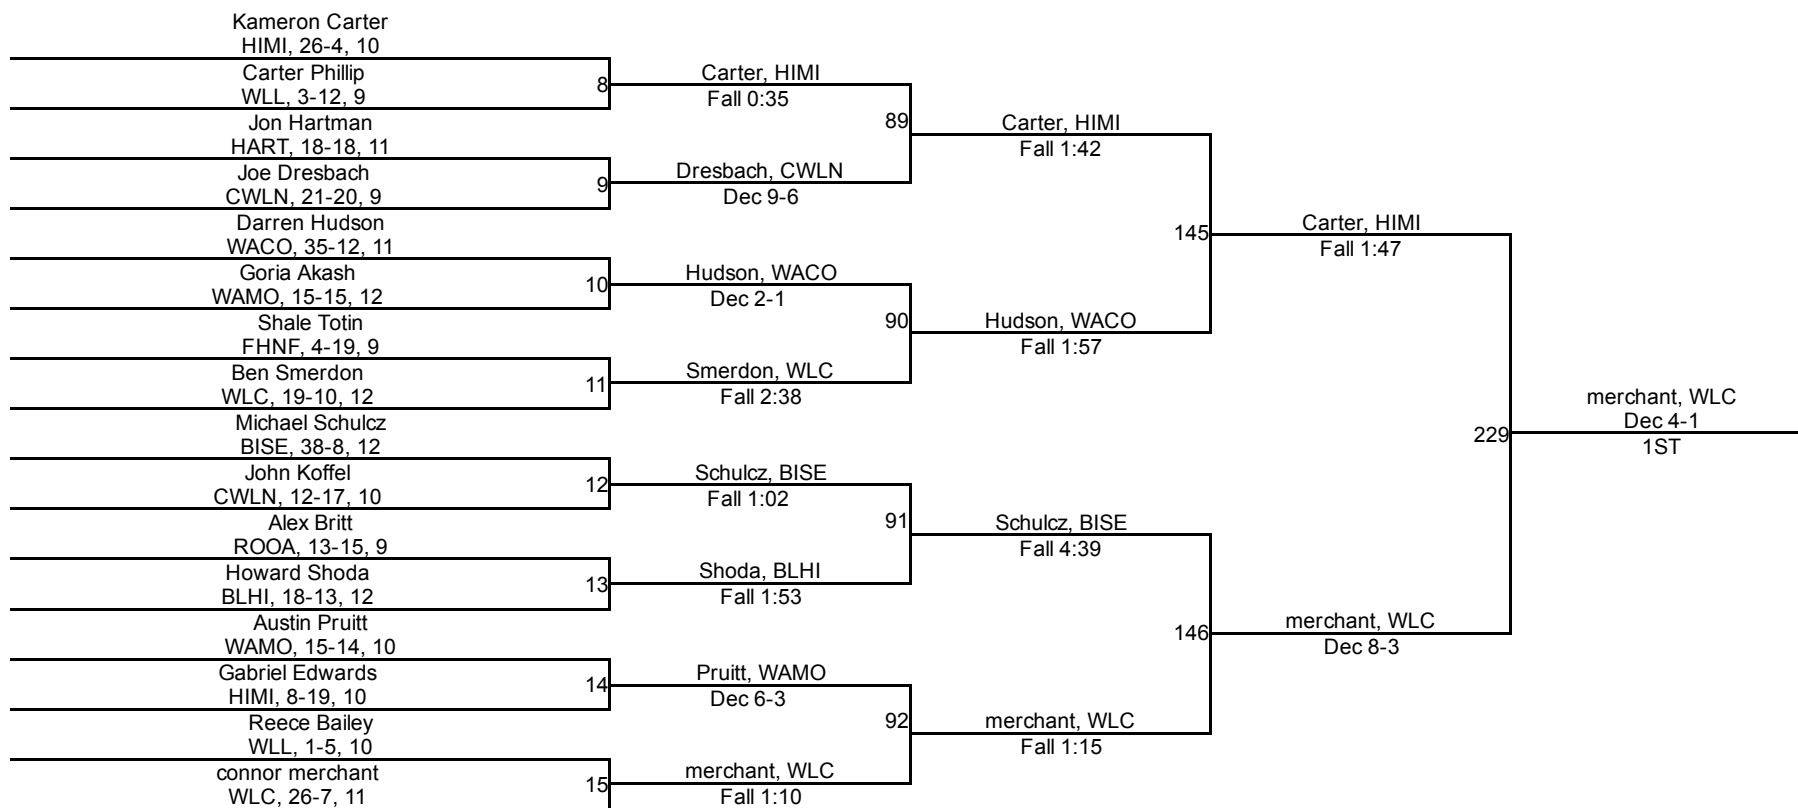 Kameron Carter
HIMI, 26-4, 10
Carter Phillip
WLL, 3-12, 9
Jon Hartman
HART, 18-18, 11
Joe Dresbach
CWLN, 21-20, 9
Darren Hudson
WACO, 35-12, 11
Goria Akash
WAMO, 15-15, 12
Shale Totin
FHNF, 4-19, 9
Ben Smerdon
WLC, 19-10, 12
Michael Schulcz
BISE, 38-8, 12
John Koffel
CWLN, 12-17, 10
Alex Britt
ROOA, 13-15, 9
Howard Shoda
BLHI, 18-13, 12
Austin Pruitt
WAMO, 15-14, 10
Gabriel Edwards
HIMI, 8-19, 10
Reece Bailey
WLL, 1-5, 10
connor merchant
WLC, 26-7, 11
8
9
10
11
12
13
14
15
Carter, HIMI
Fall 0:35
Dresbach, CWLN
Dec 9-6
Hudson, WACO
Dec 2-1
Smerdon, WLC
Fall 2:38
Schulcz, BISE
Fall 1:02
Shoda, BLHI
Fall 1:53
Pruitt, WAMO
Dec 6-3
merchant, WLC
Fall 1:10
89
90
91
92
Carter, HIMI
Fall 1:42
Hudson, WACO
Fall 1:57
Schulcz, BISE
Fall 4:39
merchant, WLC
Fall 1:15
145
146
Carter, HIMI
Fall 1:47
merchant, WLC
Dec 8-3
229
merchant, WLC
Dec 4-1
1ST